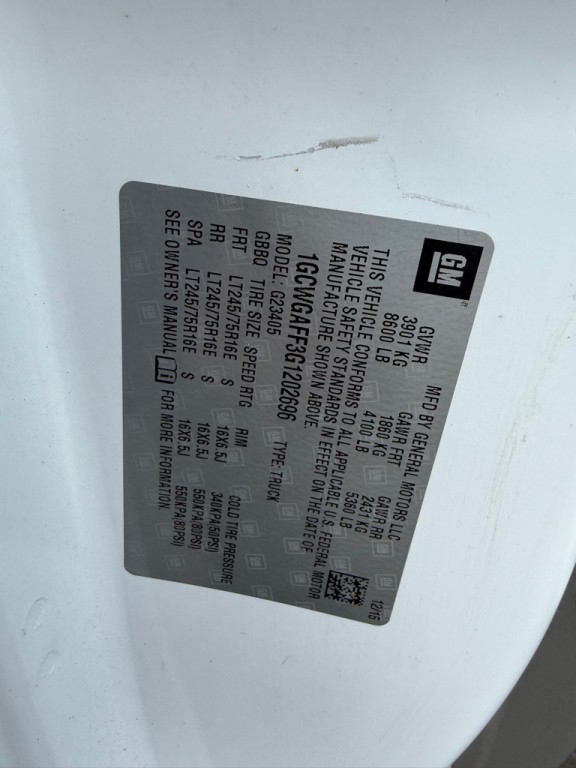 GM
MFD BY GENERAL MOTORS LLC
12/15
GVWR GAWR FRT GAWR RR
3901 KG 1860 KG 2431 KG
8600 LB 4100 LB 5360 LB
THIS VEHICLE CONFORMS TO ALL APPLICABLE U.S. FEDERAL MOTOR
VEHICLE SAFETY STANDARDS IN EFFECT ON THE DATE OF
MANUFACTURE SHOWN ABOVE.
1GCWGAFF3G1202696
MODEL: G23405 TYPE: TRUCK
GBBQ TIRE SIZE SPEED RTG RIM COLD TIRE PRESSURE
FRT LT245/75R16E S 16X6.5J 340KPA(50PSI)
RR LT245/75R16E S 16X6.5J 550KPA(80PSI)
SPA LT245/75R16E S 16X6.5J 550KPA(80PSI)
SEE OWNER'S MANUAL FOR MORE INFORMATION.